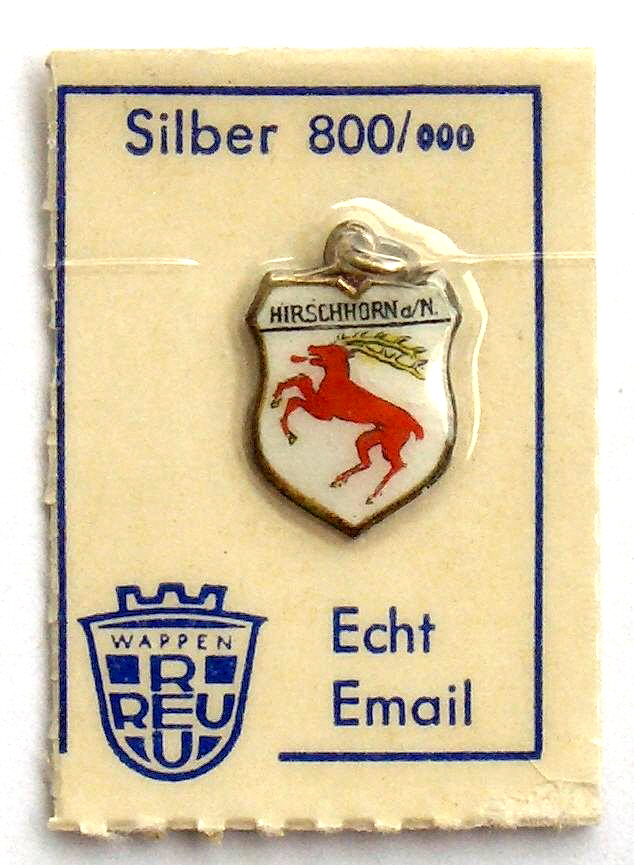 Silber 800/000
HIRSCHHORN a/N.
WAPPEN
R
REU
U
Echt
Email